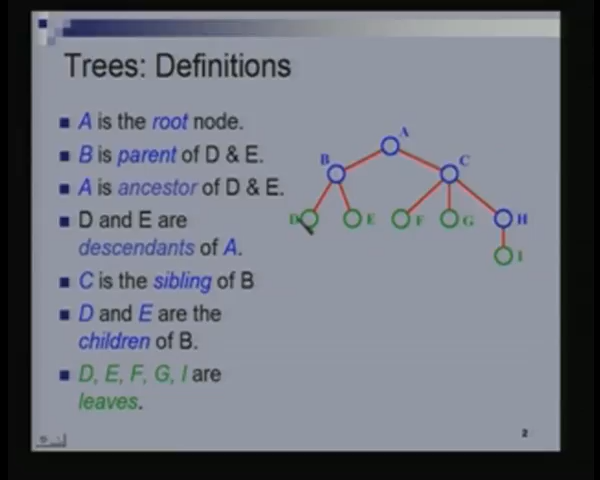 Trees: Definitions
A is the root node.
B is parent of D & E.
A is ancestor of D & E.
D and E are
descendants of A.
C is the sibling of B
D and E are the
children of B.
D, E, F, G, I are
leaves.
A
B
C
D
E
F
G
H
I
2